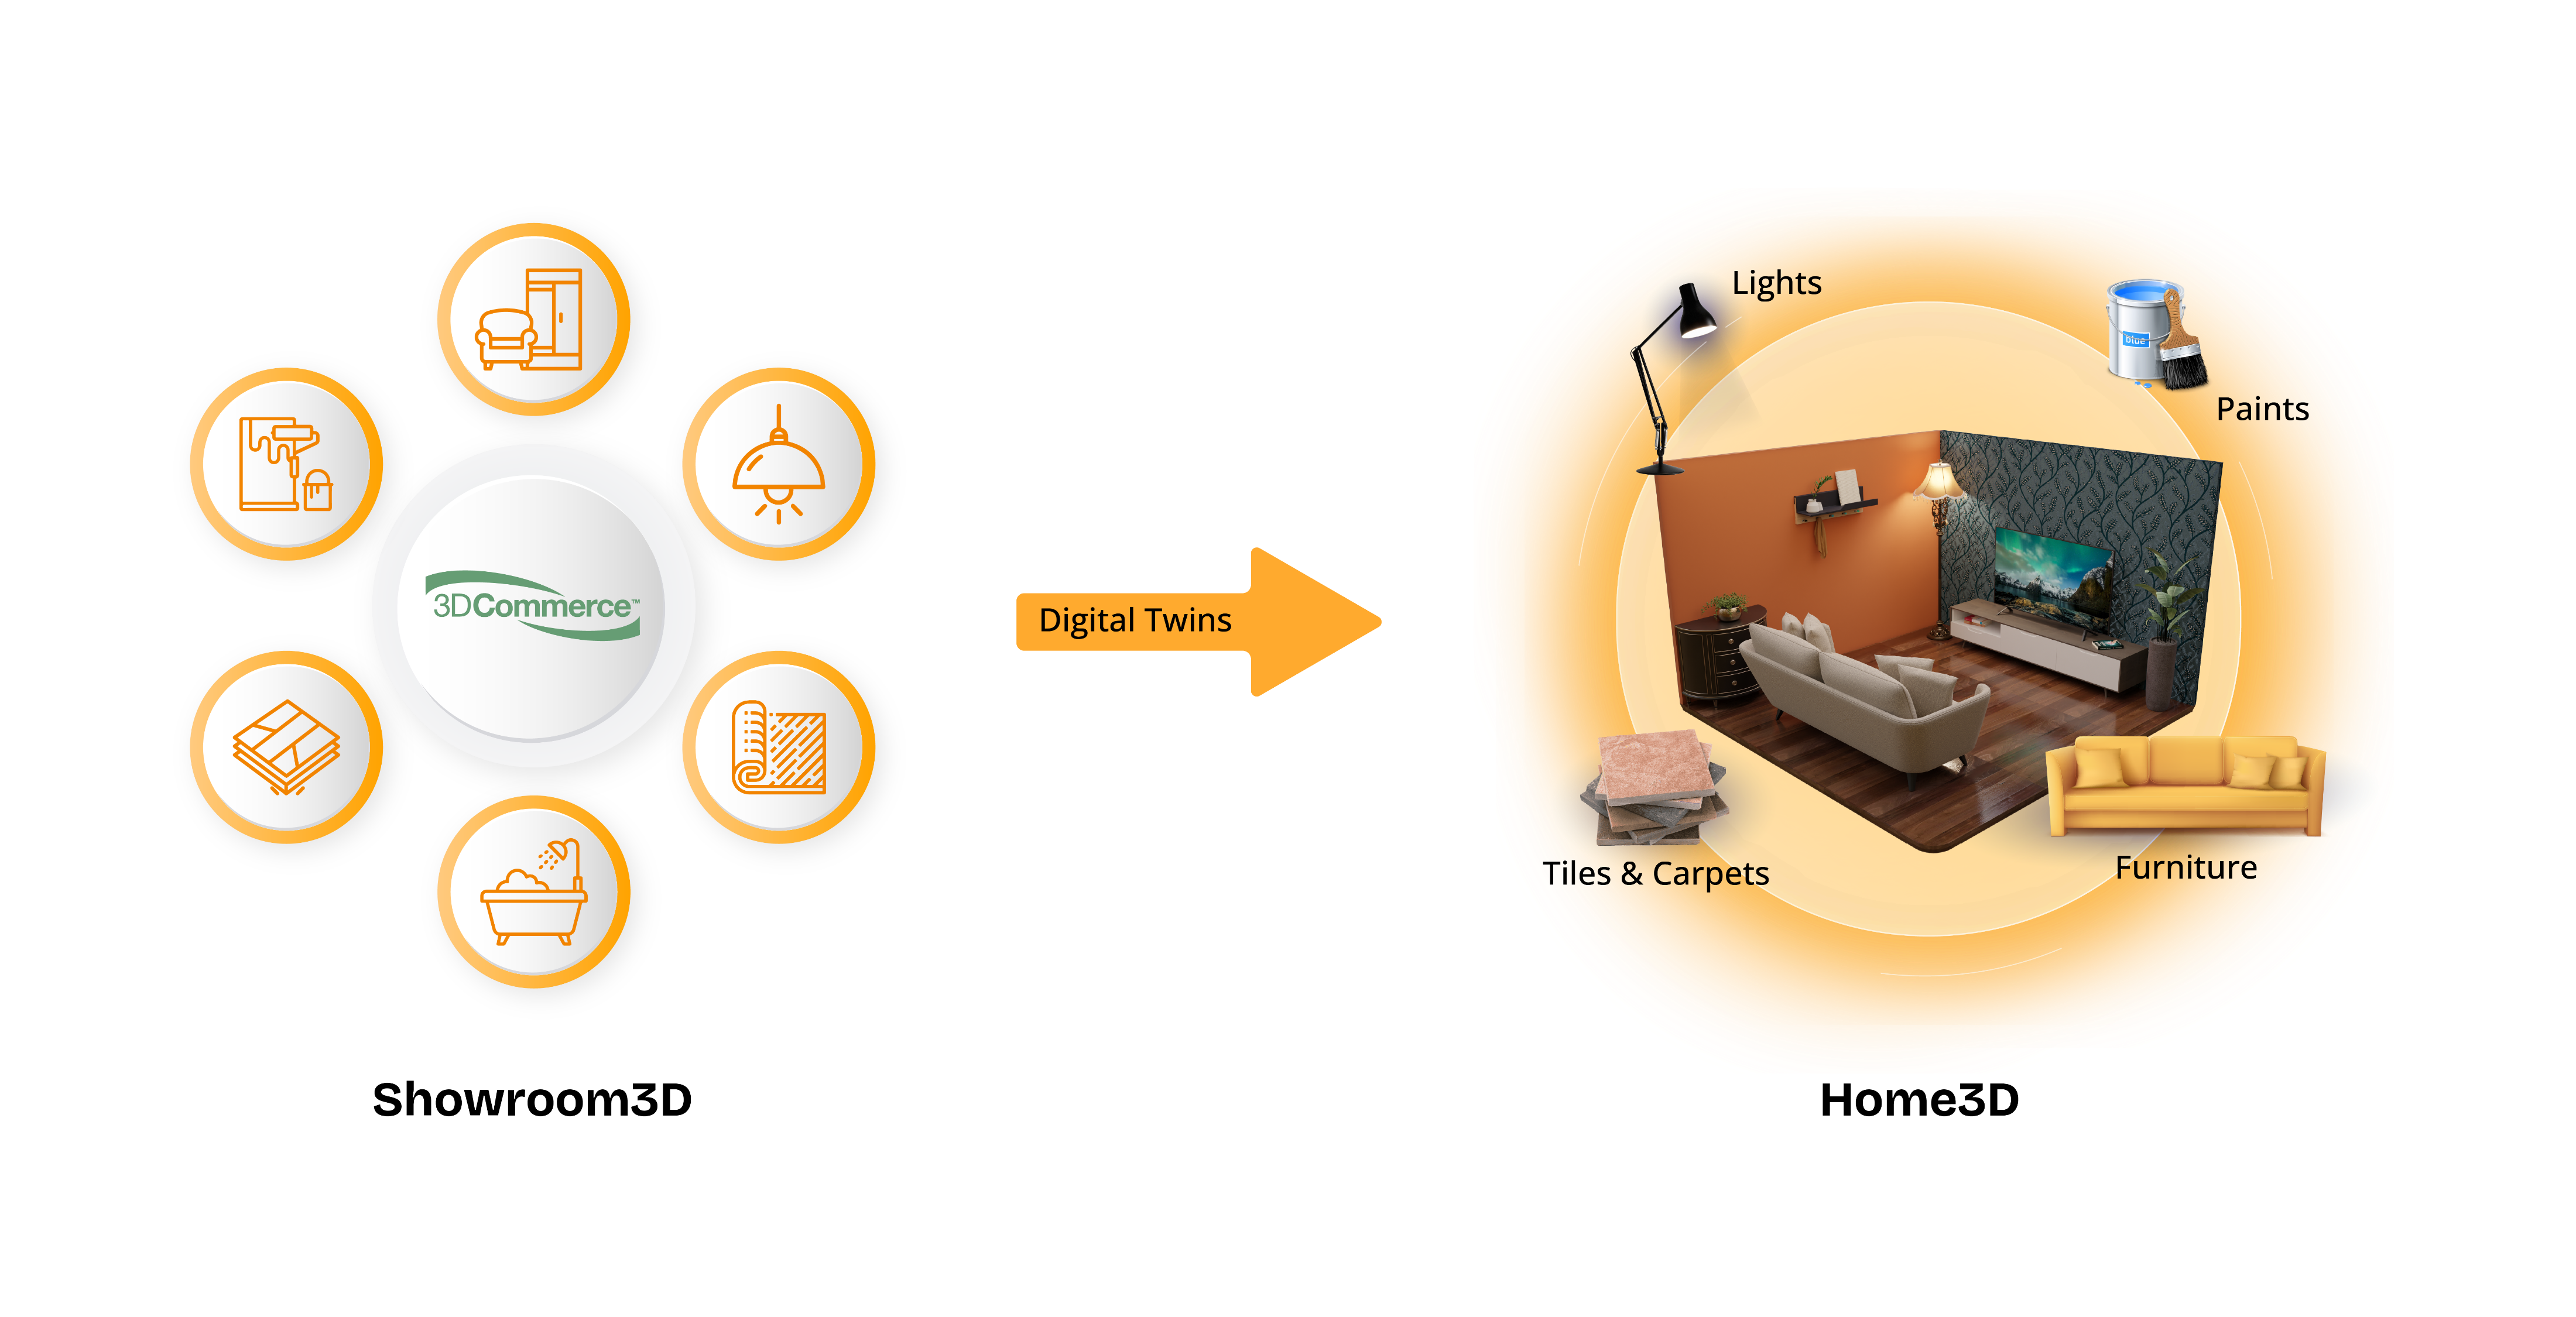 3DCommerce™
Showroom3D
Digital Twins
Lights
Blue
Paints
Tiles & Carpets
Furniture
Home3D